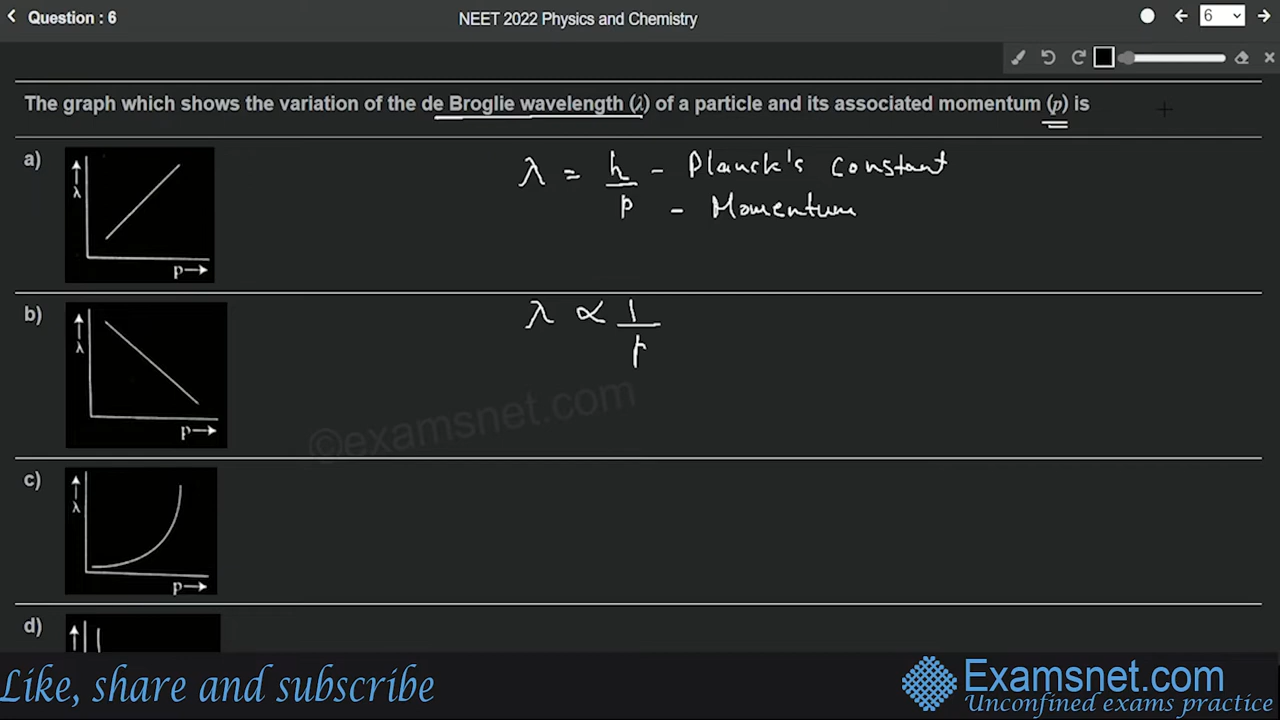 Question : 6
NEET 2022 Physics and Chemistry
6
The graph which shows the variation of the de Broglie wavelength (λ) of a particle and its associated momentum (p) is
a)
λ
p→
λ = h/p - Planck's Constant
- Momentum
b)
λ
p→
λ ∝ 1/p
©examsnet.com
c)
λ
p→
d)
Like, share and subscribe
Examsnet.com
Unconfined exams practice